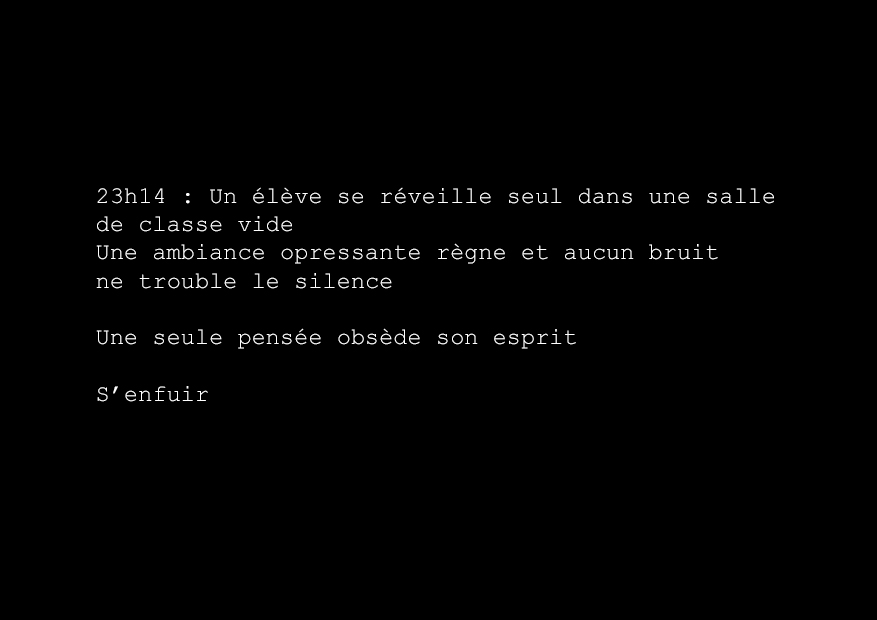 23h14 : Un élève se réveille seul dans une salle
de classe vide
Une ambiance opressante règne et aucun bruit
ne trouble le silence
Une seule pensée obsède son esprit
S’enfuir